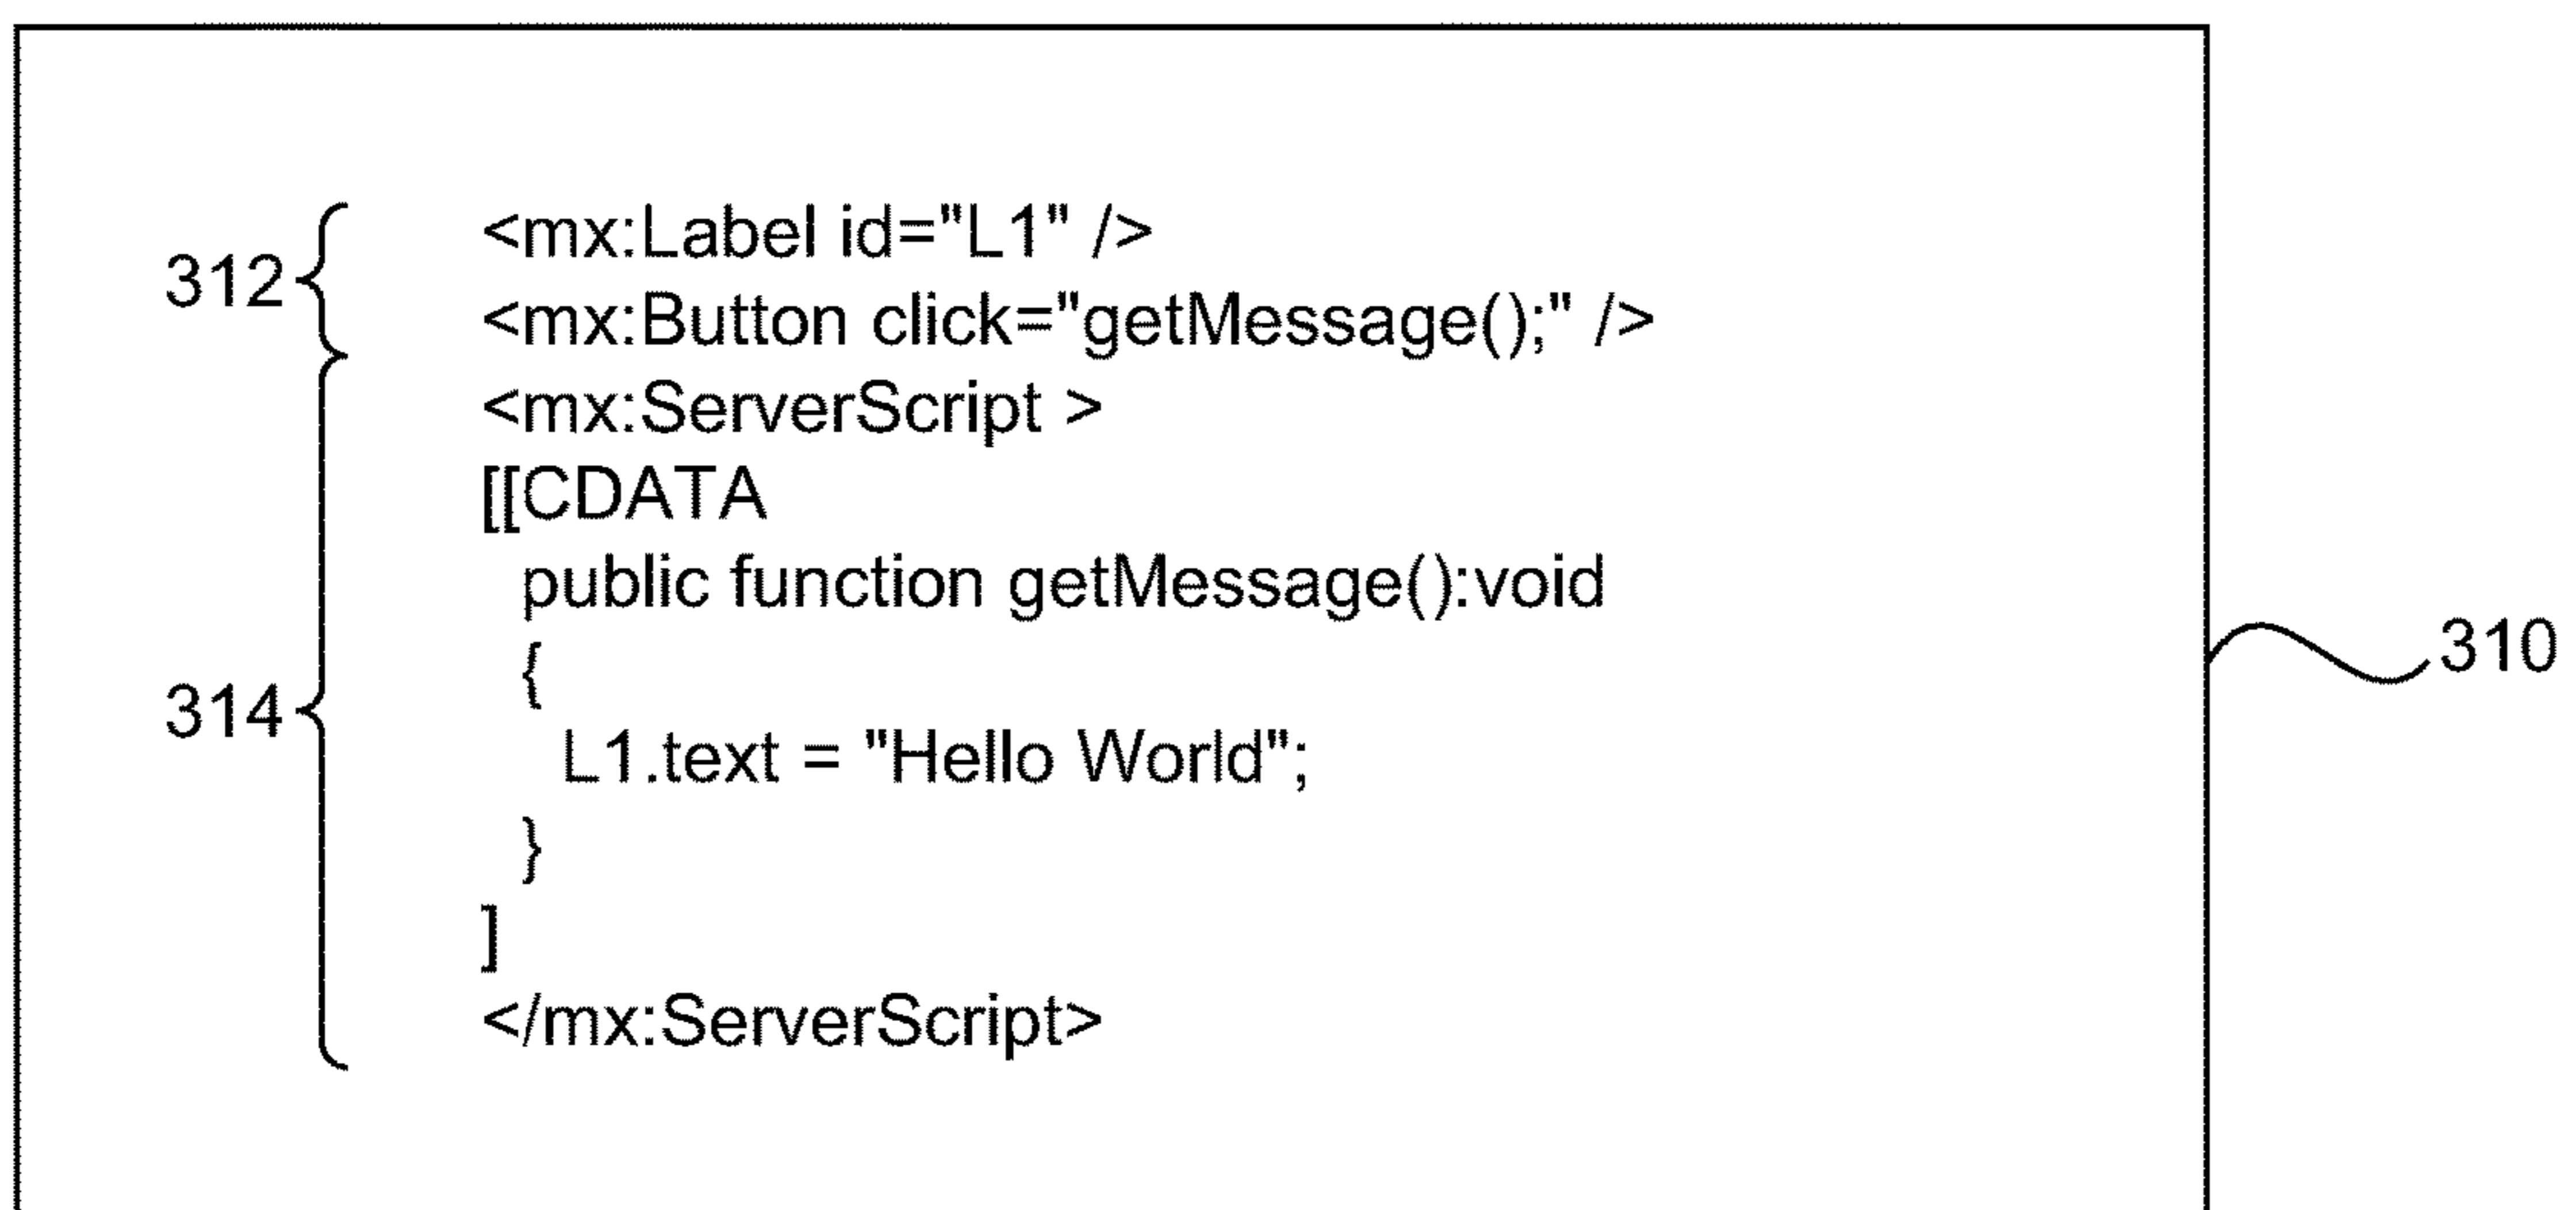 <mx:Label id="L1" />
312
<mx:Button click="getMessage();" />
<mx:ServerScript >
[[CDATA
public function getMessage():void
{
310
314
L1.text = "Hello World";
}
]
</mx:ServerScript>